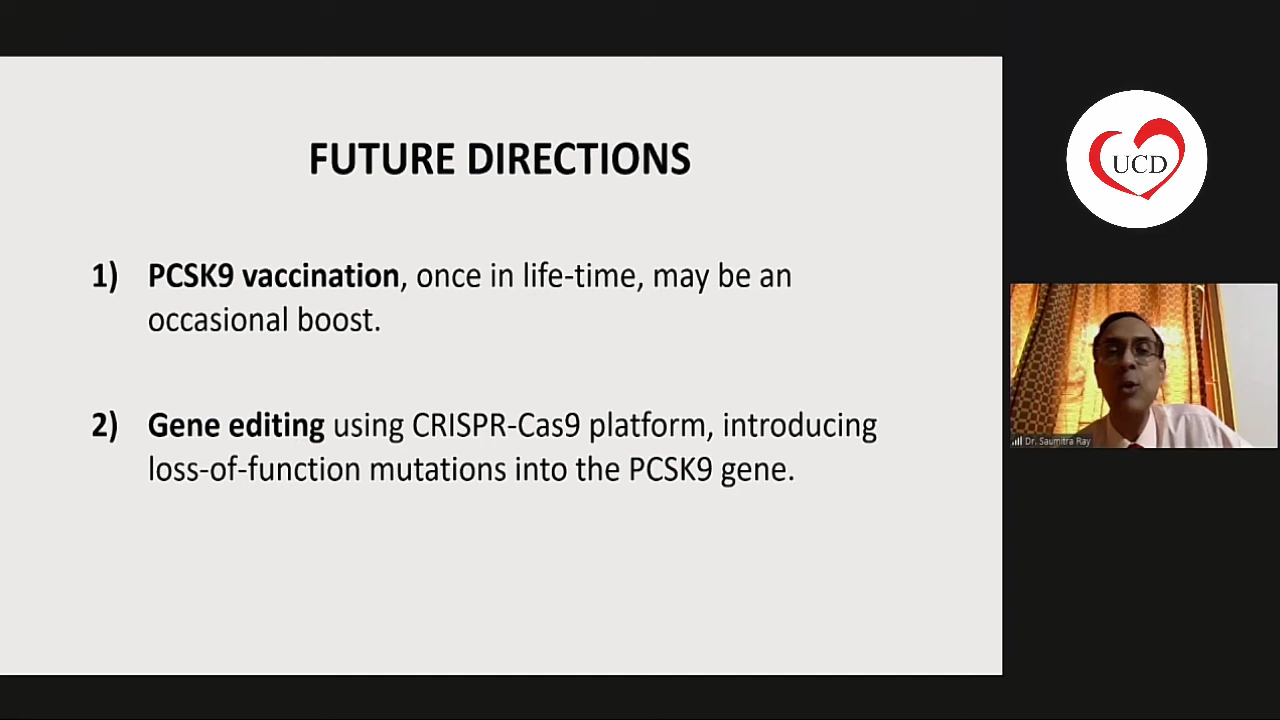 FUTURE DIRECTIONS
1) PCSK9 vaccination, once in life-time, may be an
occasional boost.
2) Gene editing using CRISPR-Cas9 platform, introducing
loss-of-function mutations into the PCSK9 gene.
UCD
Dr. Saumitra Ray